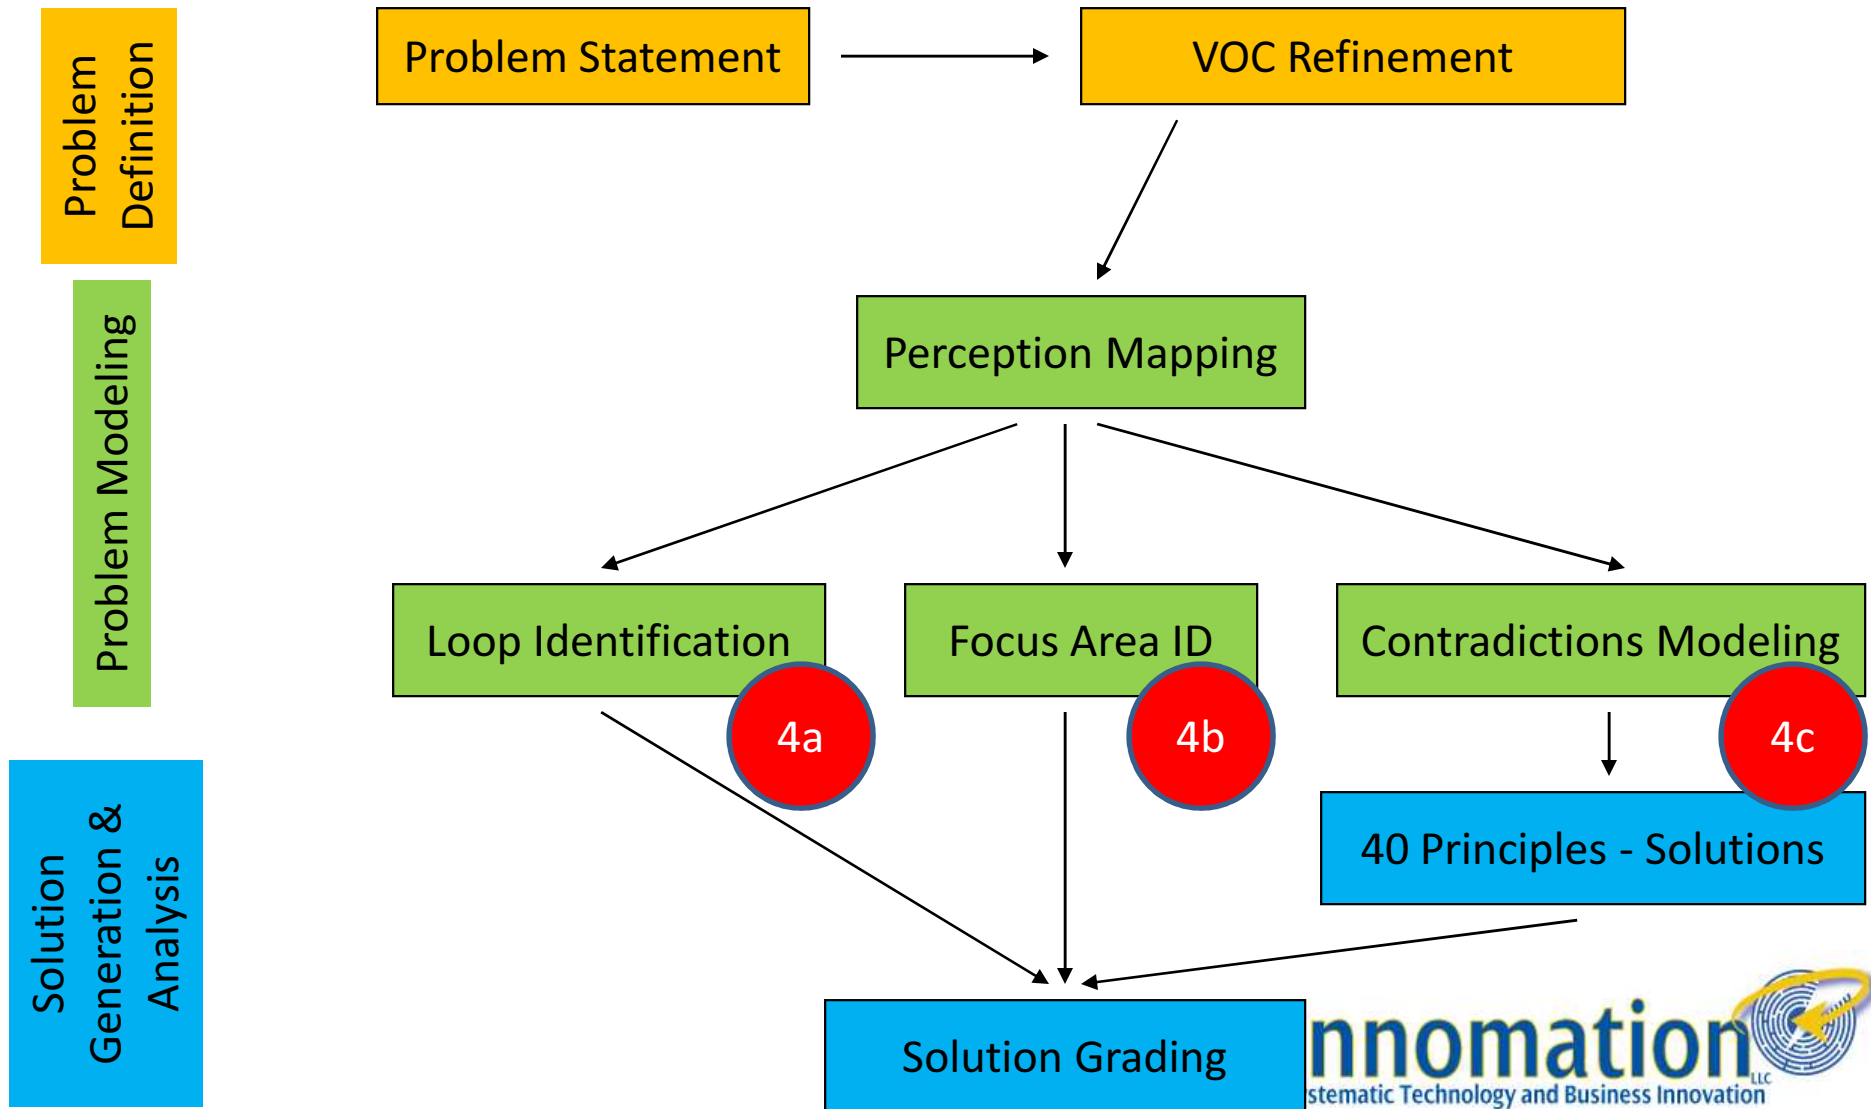 Problem
Definition
Problem Statement
VOC Refinement
Problem Modeling
Perception Mapping
Loop Identification
Focus Area ID
Contradictions Modeling
4a
4b
4c
Solution
Generation &
Analysis
40 Principles - Solutions
Solution Grading
nnomation
LLC
stematic Technology and Business Innovation